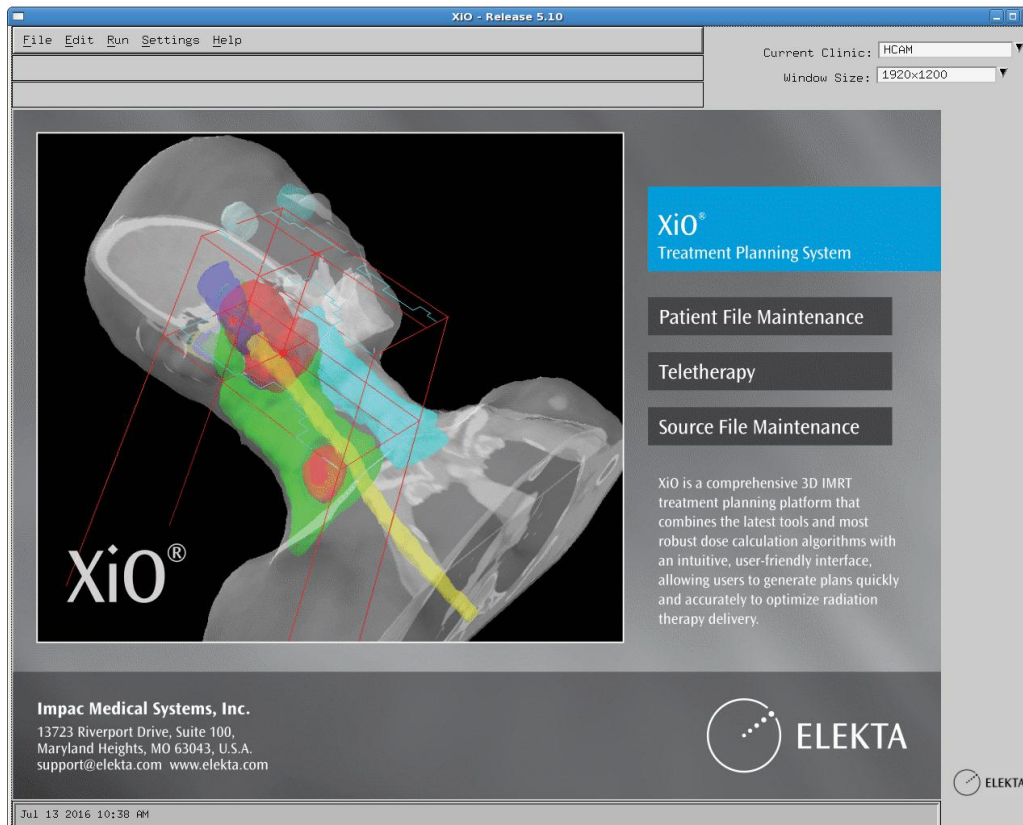 XiO - Release 5.10
File Edit Run Settings Help
Current Clinic: HCAM
Window Size: 1920x1200
XiO®
Treatment Planning System
Patient File Maintenance
Teletherapy
Source File Maintenance
XiO is a comprehensive 3D IMRT
treatment planning platform that
combines the latest tools and most
robust dose calculation algorithms with
an intuitive, user-friendly interface,
allowing users to generate plans quickly
and accurately to optimize radiation
therapy delivery.
XiO®
Impac Medical Systems, Inc.
13723 Riverport Drive, Suite 100,
Maryland Heights, MO 63043, U.S.A.
support@elekta.com www.elekta.com
ELEKTA
ELEKTA
Jul 13 2016 10:38 AM